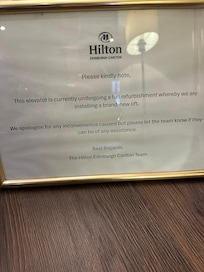 Hilton
EDINBURGH CARLTON
Please kindly note,
This elevator is currently undergoing a full refurbishment whereby we are
installing a brand new lift.
We apologise for any inconvenience caused but please let the team know if they
can be of any assistance.
Best Regards,
The Hilton Edinburgh Carlton Team